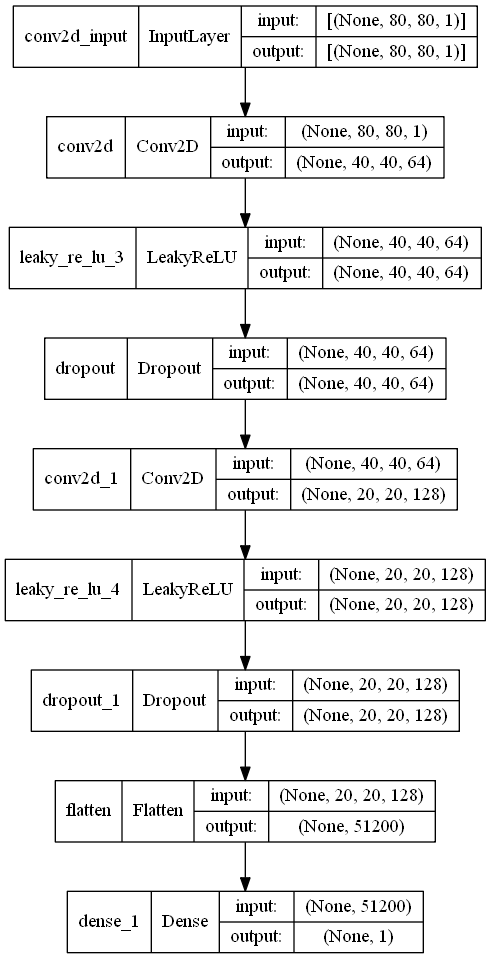 conv2d_input InputLayer input: [(None, 80, 80, 1)]
output: [(None, 80, 80, 1)]
conv2d Conv2D input: (None, 80, 80, 1)
output: (None, 40, 40, 64)
leaky_re_lu_3 LeakyReLU input: (None, 40, 40, 64)
output: (None, 40, 40, 64)
dropout Dropout input: (None, 40, 40, 64)
output: (None, 40, 40, 64)
conv2d_1 Conv2D input: (None, 40, 40, 64)
output: (None, 20, 20, 128)
leaky_re_lu_4 LeakyReLU input: (None, 20, 20, 128)
output: (None, 20, 20, 128)
dropout_1 Dropout input: (None, 20, 20, 128)
output: (None, 20, 20, 128)
flatten Flatten input: (None, 20, 20, 128)
output: (None, 51200)
dense_1 Dense input: (None, 51200)
output: (None, 1)